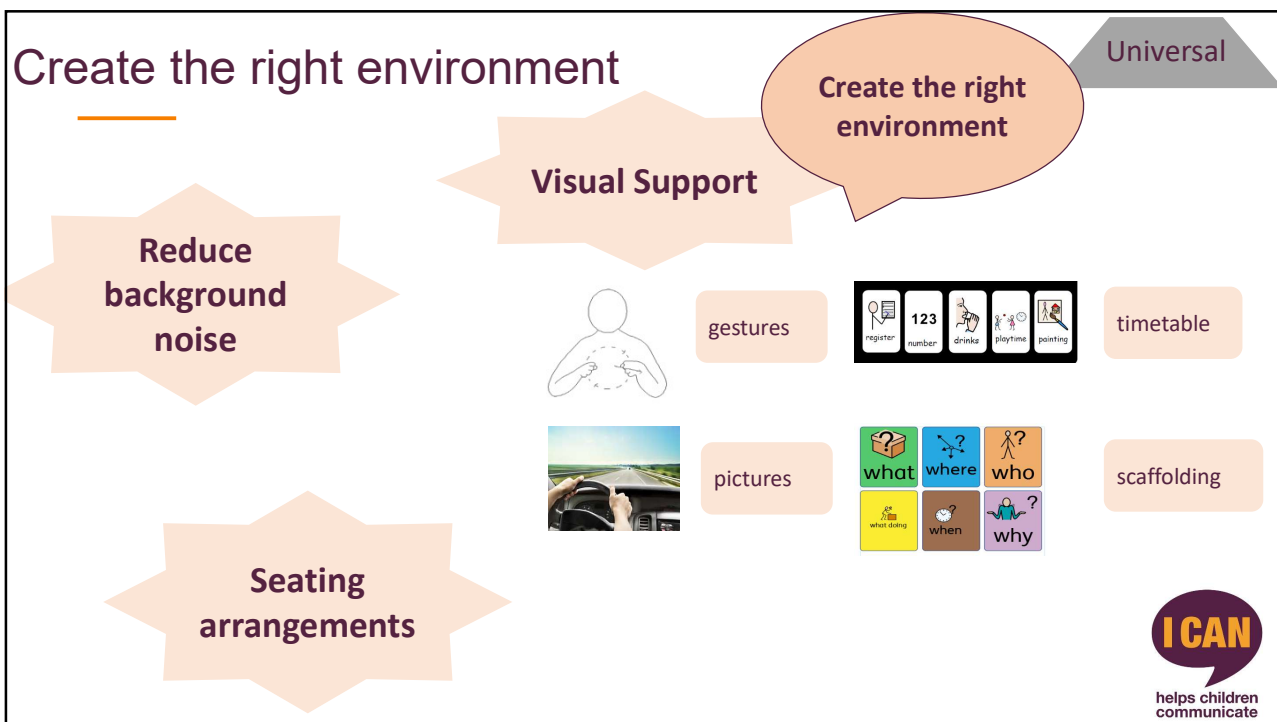 Create the right environment
Universal
Create the right
environment
Visual Support
Reduce
background
noise
gestures
register
123
number
drinks
playtime
painting
timetable
pictures
?
what
?
where
?
who
what doing
?
when
?
why
scaffolding
Seating
arrangements
I CAN
helps children
communicate